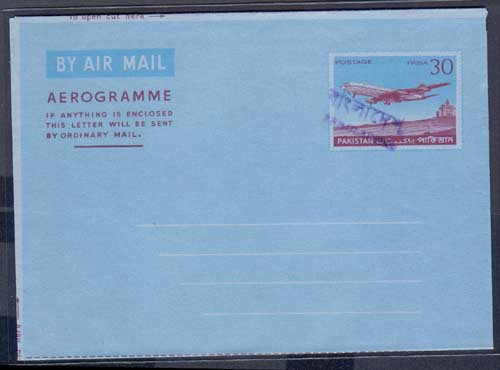 To open cut here
BY AIR MAIL
AEROGRAMME
IF ANYTHING IS ENCLOSED
THIS LETTER WILL BE SENT
BY ORDINARY MAIL.
POSTAGE PAISA 30
PAKISTAN پاکستان পাকিস্তান